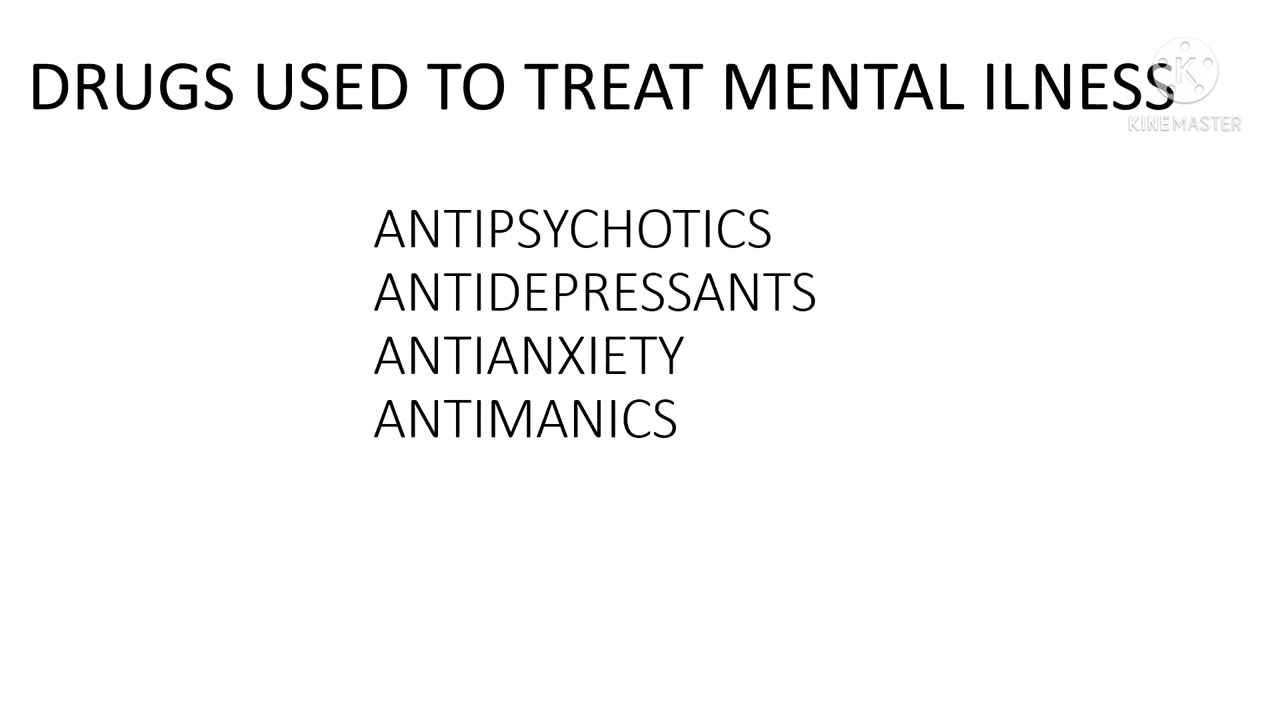 DRUGS USED TO TREAT MENTAL ILNESS
K
KINEMASTER
ANTIPSYCHOTICS
ANTIDEPRESSANTS
ANTIANXIETY
ANTIMANICS